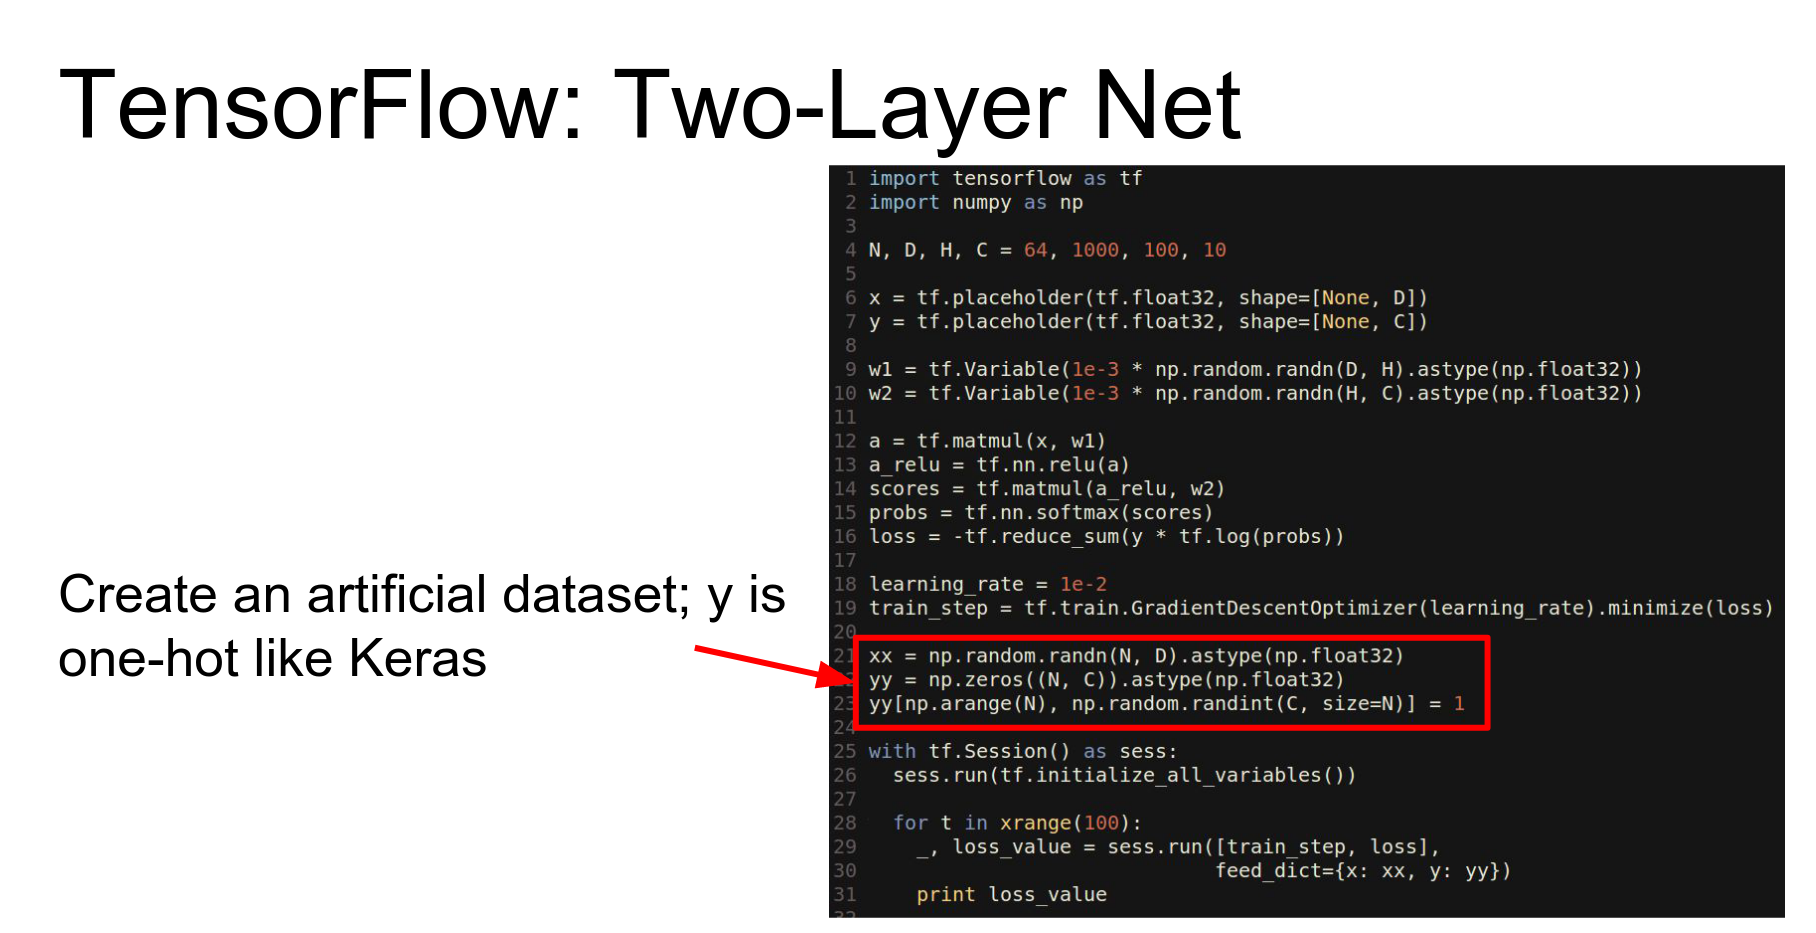 TensorFlow: Two-Layer Net
Create an artificial dataset; y is
one-hot like Keras
1 import tensorflow as tf
2 import numpy as np
3
4 N, D, H, C = 64, 1000, 100, 10
5
6 x = tf.placeholder(tf.float32, shape=[None, D])
7 y = tf.placeholder(tf.float32, shape=[None, C])
8
9 w1 = tf.Variable(1e-3 * np.random.randn(D, H).astype(np.float32))
10 w2 = tf.Variable(1e-3 * np.random.randn(H, C).astype(np.float32))
11
12 a = tf.matmul(x, w1)
13 a_relu = tf.nn.relu(a)
14 scores = tf.matmul(a_relu, w2)
15 probs = tf.nn.softmax(scores)
16 loss = -tf.reduce_sum(y * tf.log(probs))
17
18 learning_rate = 1e-2
19 train_step = tf.train.GradientDescentOptimizer(learning_rate).minimize(loss)
20
21 xx = np.random.randn(N, D).astype(np.float32)
22 yy = np.zeros((N, C)).astype(np.float32)
23 yy[np.arange(N), np.random.randint(C, size=N)] = 1
24
25 with tf.Session() as sess:
26   sess.run(tf.initialize_all_variables())
27
28   for t in xrange(100):
29     _, loss_value = sess.run([train_step, loss],
30                              feed_dict={x: xx, y: yy})
31     print loss_value
32